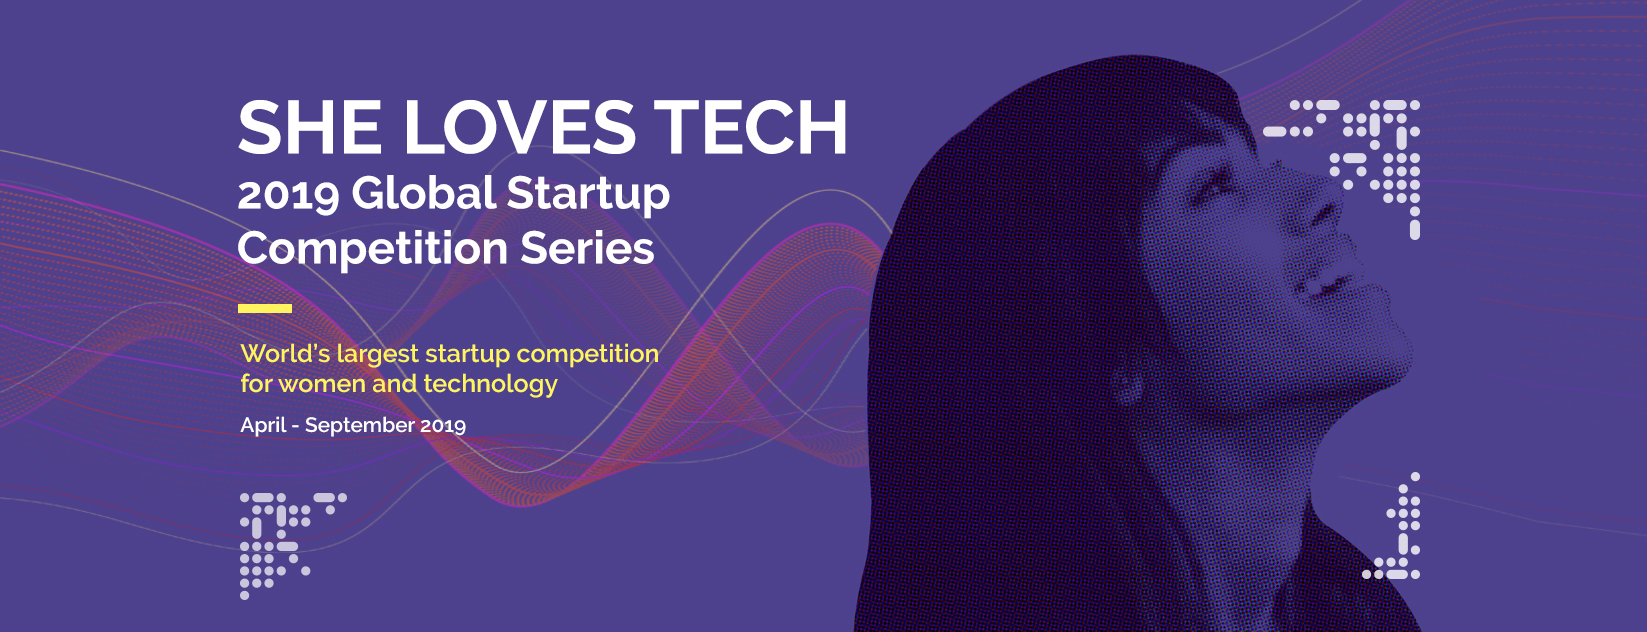 SHE LOVES TECH
2019 Global Startup
Competition Series
World's largest startup competition
for women and technology
April - September 2019